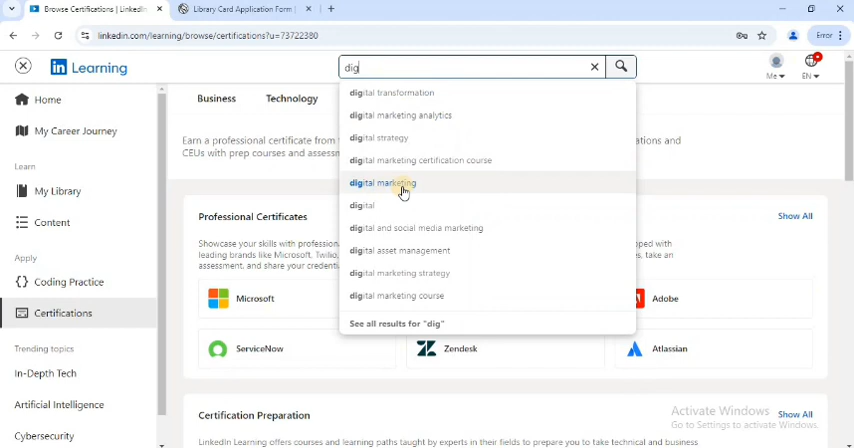 Browse Certifications | LinkedIn
Library Card Application Form |
linkedin.com/learning/browse/certifications?u=73722380
Error
in Learning
dig
Me
EN
Home
My Career Journey
Learn
My Library
Content
Apply
Coding Practice
Certifications
Trending topics
In-Depth Tech
Artificial Intelligence
Cybersecurity
Business
Technology
Earn a professional certificate from
ations and
CEUs with prep courses and assess
digital transformation
digital marketing analytics
digital strategy
digital marketing certification course
digital marketing
digital
digital and social media marketing
digital asset management
digital marketing strategy
digital marketing course
See all results for "dig"
Professional Certificates
Show All
Showcase your skills with profession
oped with
leading brands like Microsoft, Twilio,
s, take an
assessment, and share your credenti
Microsoft
Adobe
ServiceNow
Zendesk
Atlassian
Certification Preparation
Show All
LinkedIn Learning offers courses and learning paths taught by experts in their fields to prepare you to take technical and business
Activate Windows
Go to Settings to activate Windows.